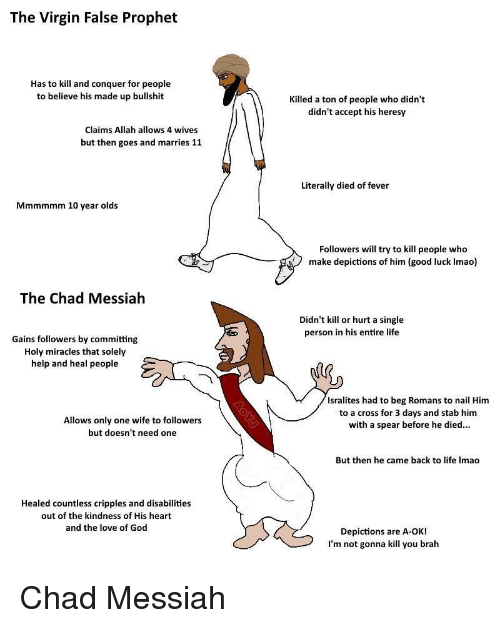 The Virgin False Prophet
Has to kill and conquer for people
to believe his made up bullshit
Killed a ton of people who didn't
didn't accept his heresy
Claims Allah allows 4 wives
but then goes and marries 11
Literally died of fever
Mmmmmm 10 year olds
Followers will try to kill people who
make depictions of him (good luck lmao)
The Chad Messiah
Didn't kill or hurt a single
person in his entire life
Gains followers by committing
Holy miracles that solely
help and heal people
Isralites had to beg Romans to nail Him
to a cross for 3 days and stab him
with a spear before he died...
Allows only one wife to followers
but doesn't need one
But then he came back to life lmao
Healed countless cripples and disabilities
out of the kindness of His heart
and the love of God
Depictions are A-OK!
I'm not gonna kill you brah
Chad Messiah